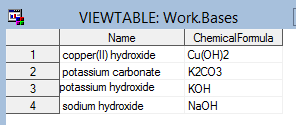 VIEWTABLE: Work.Bases
Name ChemicalFormula
1 copper(II) hydroxide Cu(OH)2
2 potassium carbonate K2CO3
3 potassium hydroxide KOH
4 sodium hydroxide NaOH